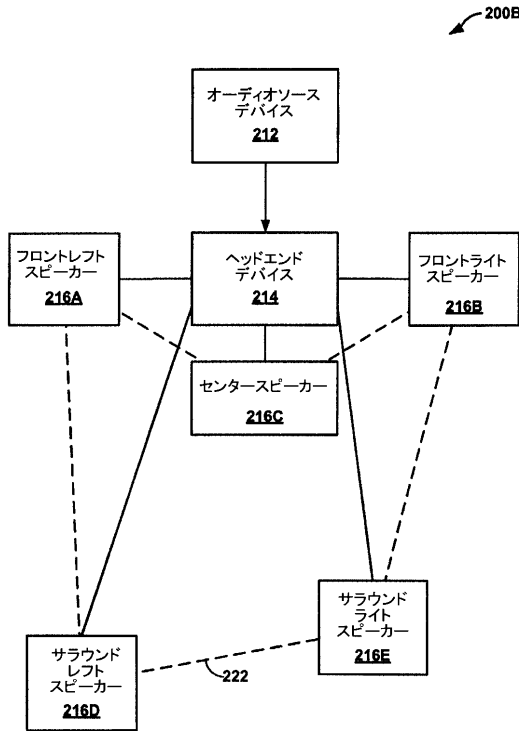 200B
オーディオソース
デバイス
212
フロントレフト
スピーカー
216A
ヘッドエンド
デバイス
214
フロントライト
スピーカー
216B
センタースピーカー
216C
サラウンド
ライト
スピーカー
216E
サラウンド
レフト
スピーカー
216D
222